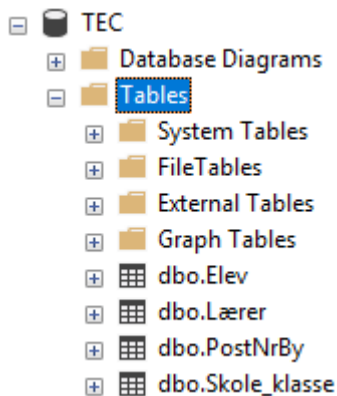 TEC
Database Diagrams
Tables
System Tables
FileTables
External Tables
Graph Tables
dbo.Elev
dbo.Lærer
dbo.PostNrBy
dbo.Skole_klasse